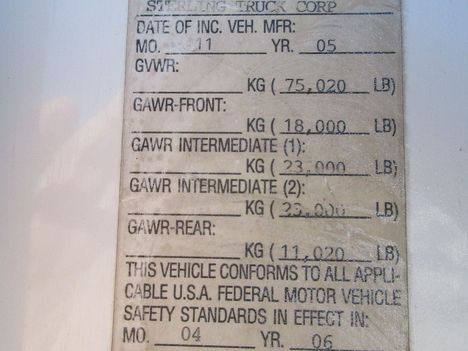 STERLING TRUCK CORP
DATE OF INC. VEH. MFR:
MO. 11 YR. 05
GVWR:
KG ( 75,020 LB)
GAWR-FRONT:
KG ( 18,000 LB)
GAWR INTERMEDIATE (1):
KG ( 23,000 LB)
GAWR INTERMEDIATE (2):
KG ( 23,000 LB)
GAWR-REAR:
KG ( 11,020 LB)
THIS VEHICLE CONFORMS TO ALL APPLI-
CABLE U.S.A. FEDERAL MOTOR VEHICLE
SAFETY STANDARDS IN EFFECT IN:
MO. 04 YR. 06